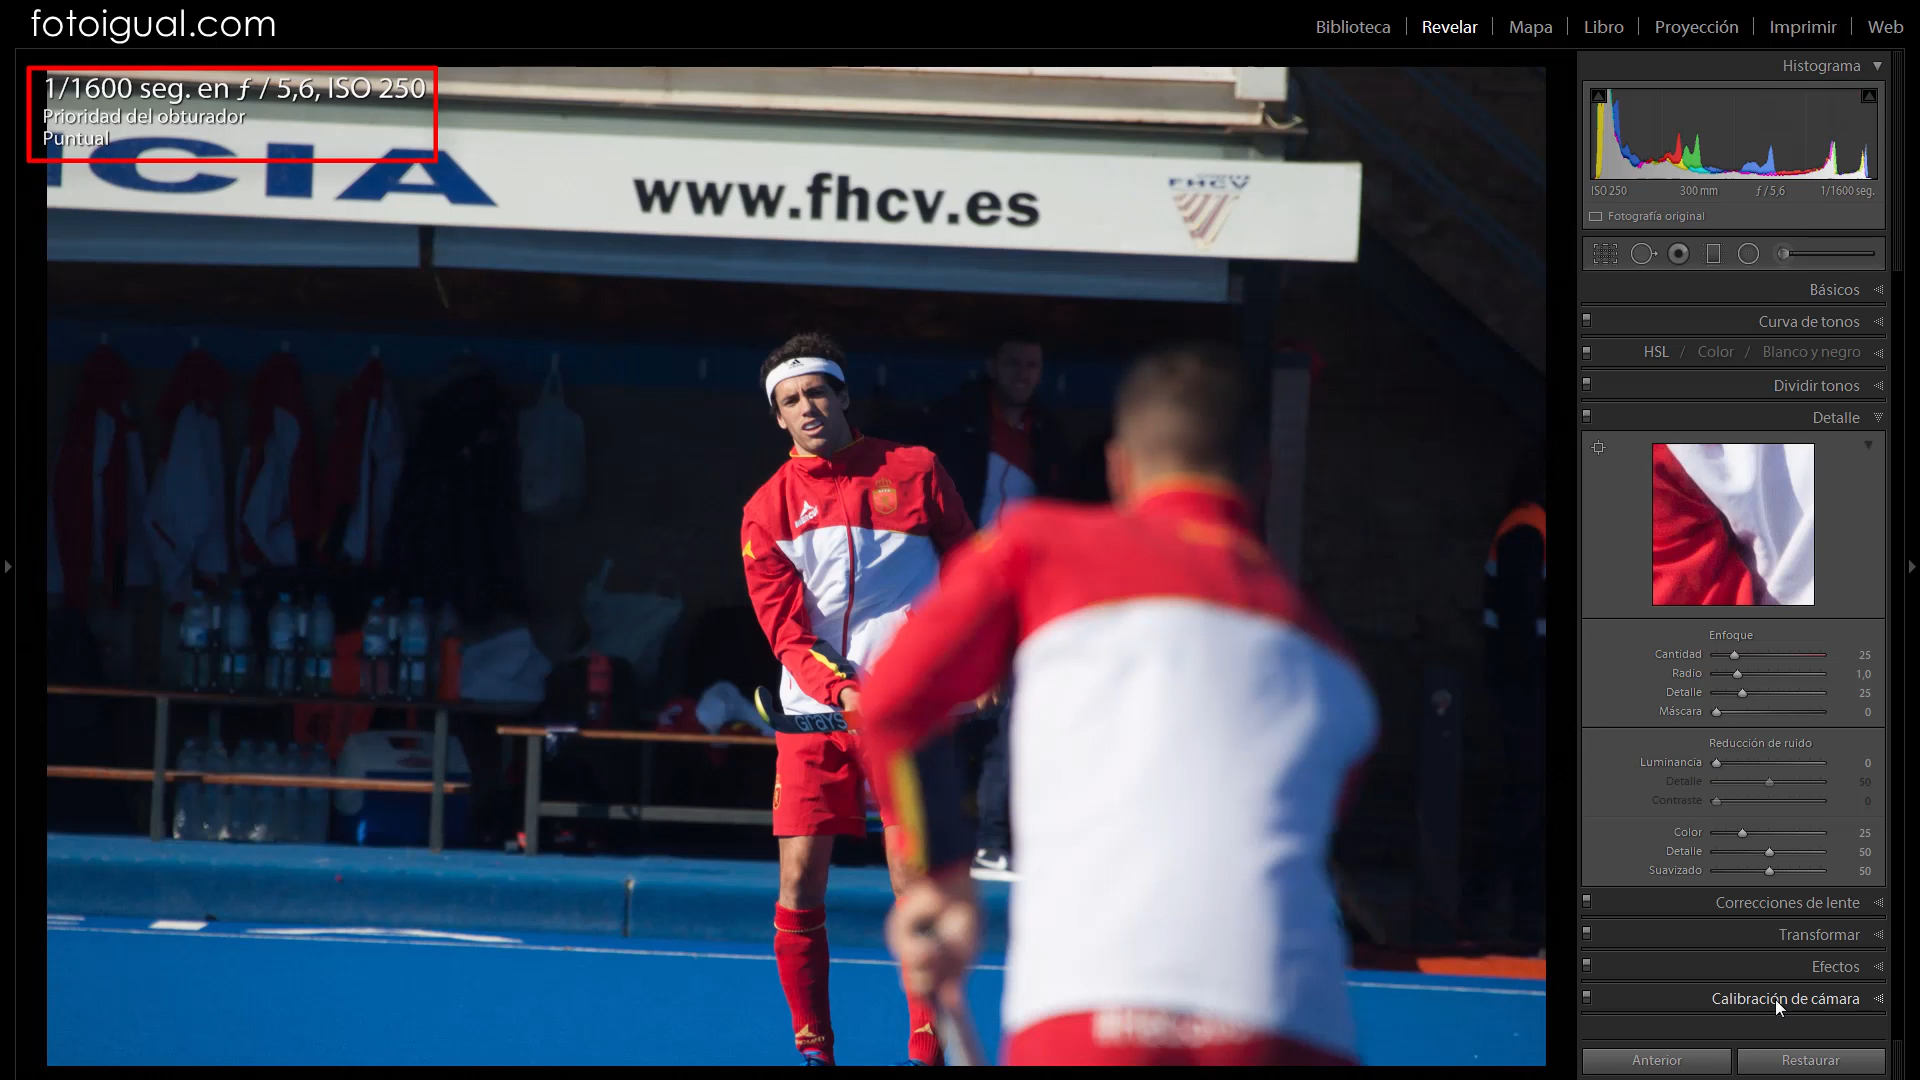 fotoigual.com
Biblioteca | Revelar | Mapa | Libro | Proyección | Imprimir | Web
1/1600 seg. en ƒ / 5,6, ISO 250
Prioridad del obturador
Puntual
CIA
www.fhcv.es
FHCV
GRAYS
Histograma
ISO 250 300 mm ƒ / 5,6 1/1600 seg.
Fotografía original
Básicos
Curva de tonos
HSL / Color / Blanco y negro
Dividir tonos
Detalle
Enfoque
Cantidad 25
Radio 1,0
Detalle 25
Máscara 0
Reducción de ruido
Luminancia 0
Detalle 50
Contraste 0
Color 25
Detalle 50
Suavizado 50
Correcciones de lente
Transformar
Efectos
Calibración de cámara
Anterior Restaurar